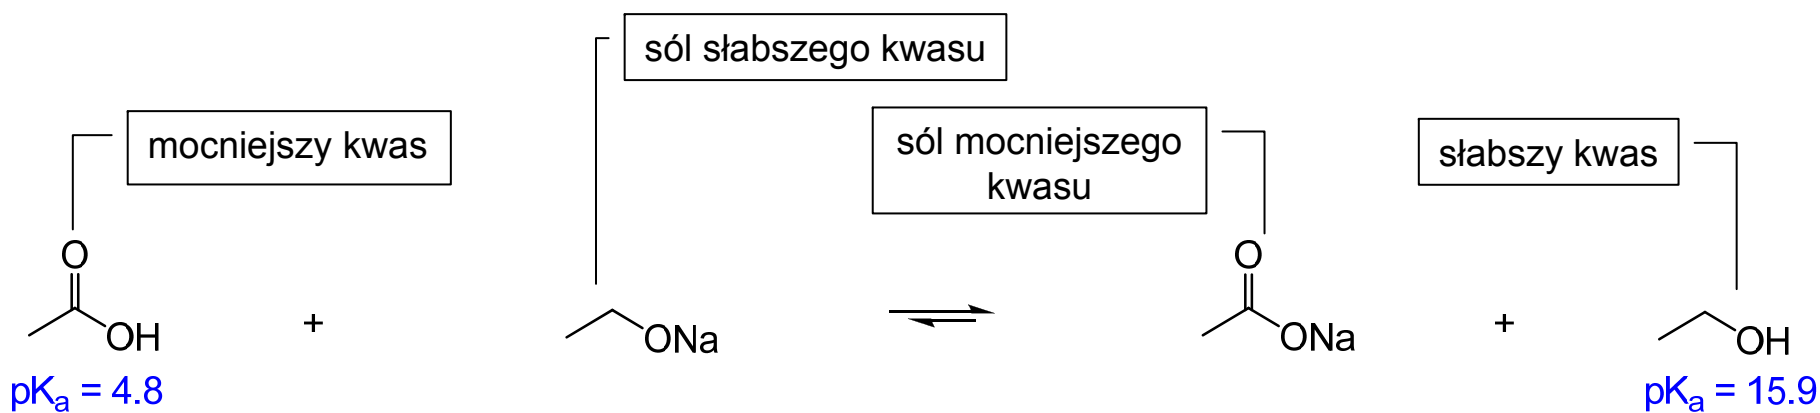 sól słabszego kwasu
mocniejszy kwas
sól mocniejszego
kwasu
słabszy kwas
O
OH
+
ONa
O
ONa
+
OH
pKa = 4.8
pKa = 15.9